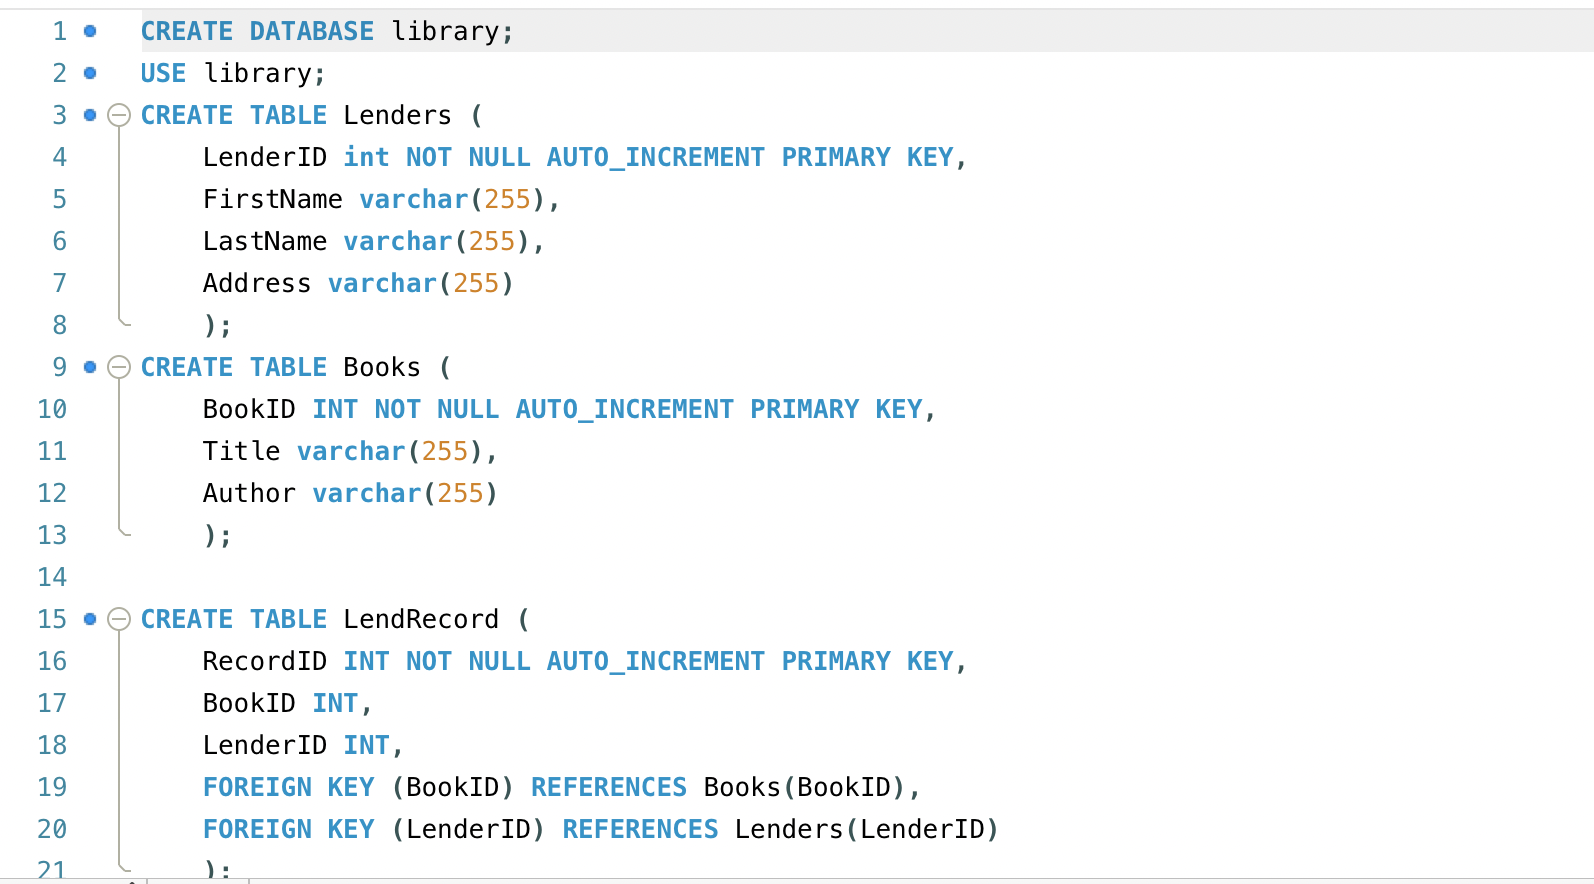 1 CREATE DATABASE library;
2 USE library;
3 CREATE TABLE Lenders (
4 LenderID int NOT NULL AUTO_INCREMENT PRIMARY KEY,
5 FirstName varchar(255),
6 LastName varchar(255),
7 Address varchar(255)
8 );
9 CREATE TABLE Books (
10 BookID INT NOT NULL AUTO_INCREMENT PRIMARY KEY,
11 Title varchar(255),
12 Author varchar(255)
13 );
14
15 CREATE TABLE LendRecord (
16 RecordID INT NOT NULL AUTO_INCREMENT PRIMARY KEY,
17 BookID INT,
18 LenderID INT,
19 FOREIGN KEY (BookID) REFERENCES Books(BookID),
20 FOREIGN KEY (LenderID) REFERENCES Lenders(LenderID)
21 );